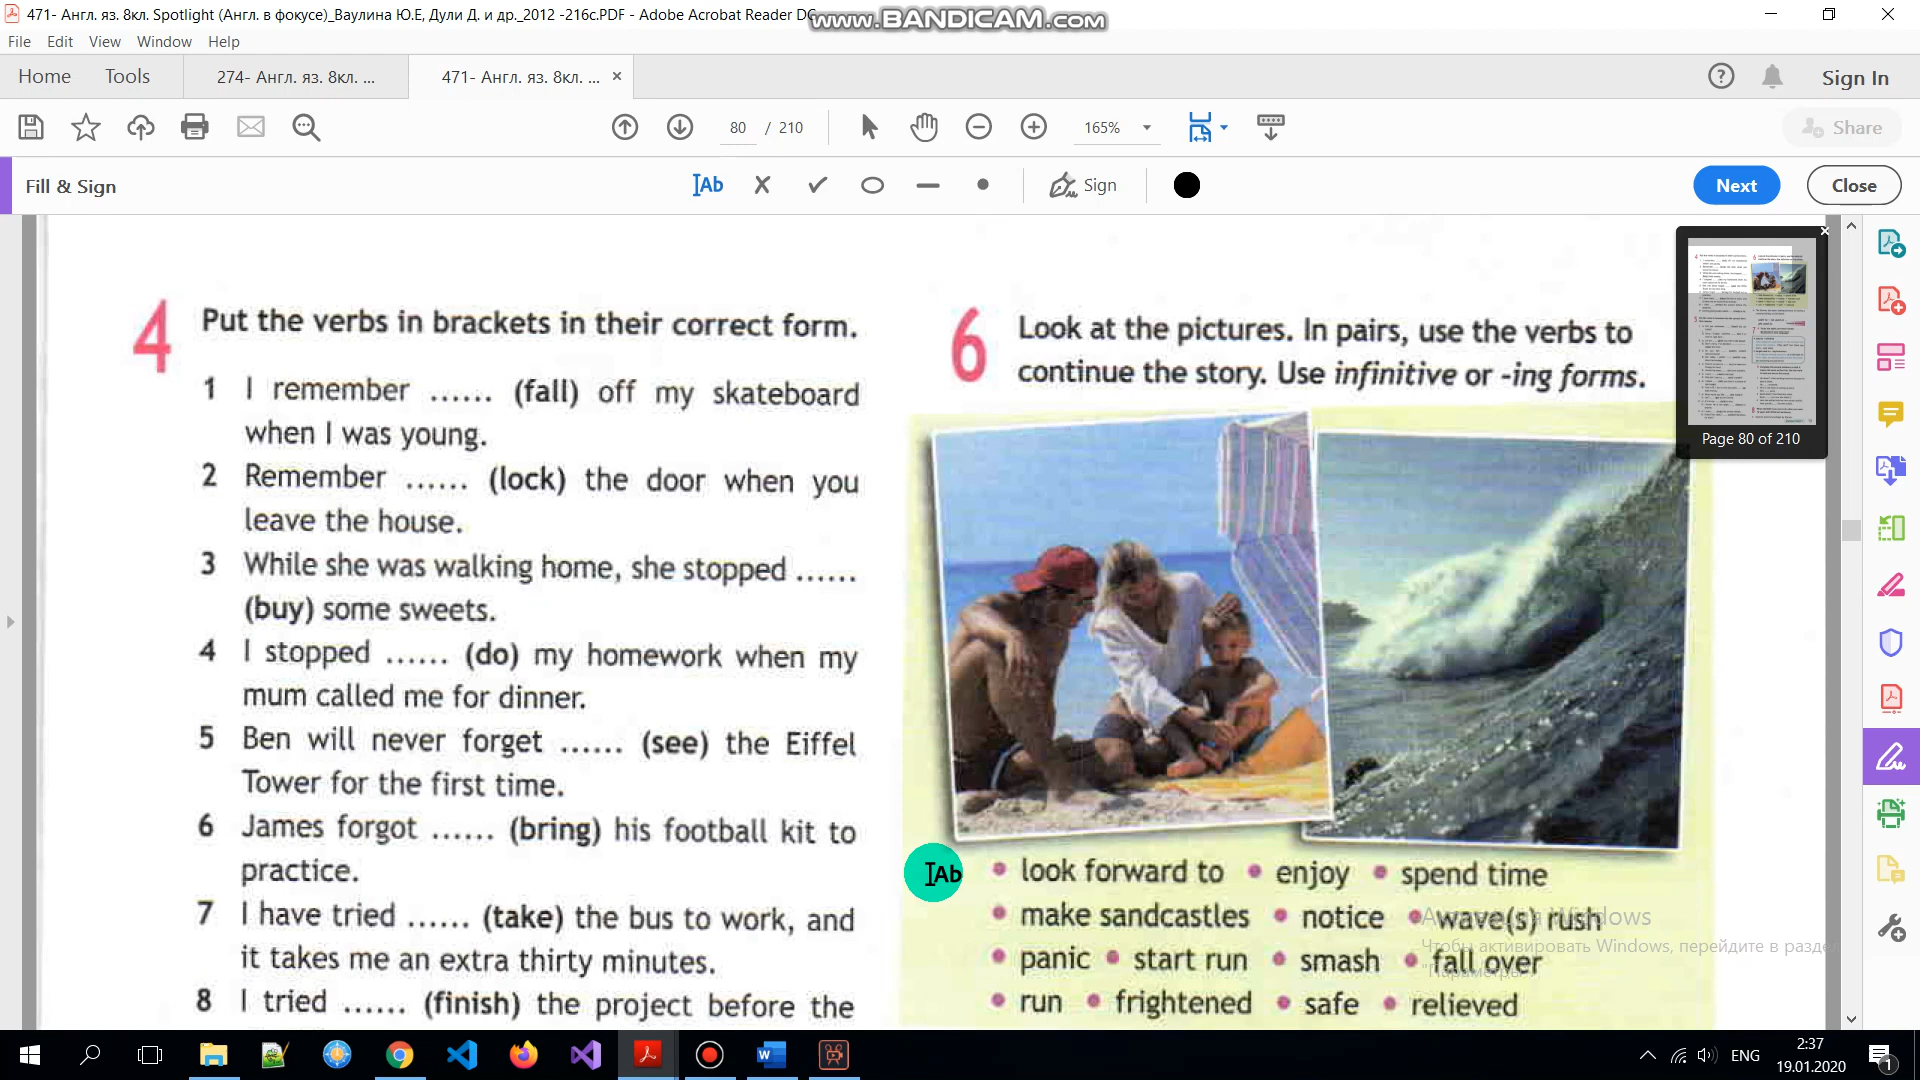 471- Англ. яз. 8кл. Spotlight (Англ. в фокусе)_Ваулина Ю.Е, Дули Д. и др._2012 -216с.PDF - Adobe Acrobat Reader DC
www.BANDICAM.com
File Edit View Window Help
Home Tools 274- Англ. яз. 8кл. ... 471- Англ. яз. 8кл. ... Sign In
80 / 210 165% Share
Fill & Sign Ab Sign Next Close
4 Put the verbs in brackets in their correct form.
1 I remember ...... (fall) off my skateboard
when I was young.
2 Remember ...... (lock) the door when you
leave the house.
3 While she was walking home, she stopped ......
(buy) some sweets.
4 I stopped ...... (do) my homework when my
mum called me for dinner.
5 Ben will never forget ...... (see) the Eiffel
Tower for the first time.
6 James forgot ...... (bring) his football kit to
practice.
7 I have tried ...... (take) the bus to work, and
it takes me an extra thirty minutes.
8 I tried ...... (finish) the project before the
6 Look at the pictures. In pairs, use the verbs to
continue the story. Use infinitive or -ing forms.
Page 80 of 210
Ab
• look forward to • enjoy • spend time
• make sandcastles • notice • wave(s) rush
• panic • start run • smash • fall over
• run • frightened • safe • relieved
Активация Windows
Чтобы активировать Windows, перейдите в раздел
"Параметры".
ENG
2:37
19.01.2020
1